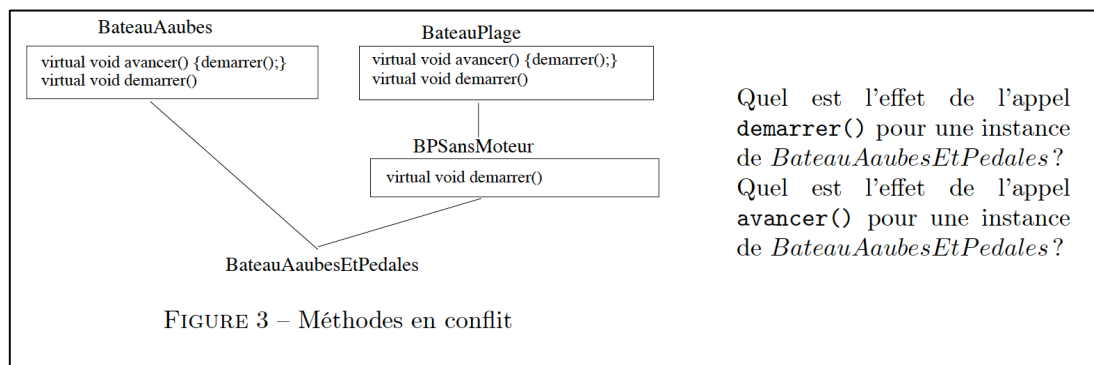 BateauAaubes
virtual void avancer() {demarrer();}
virtual void demarrer()
BateauPlage
virtual void avancer() {demarrer();}
virtual void demarrer()
BPSansMoteur
virtual void demarrer()
BateauAaubesEtPedales
FIGURE 3 – Méthodes en conflit
Quel est l'effet de l'appel
demarrer() pour une instance
de BateauAaubesEtPedales ?
Quel est l'effet de l'appel
avancer() pour une instance
de BateauAaubesEtPedales ?